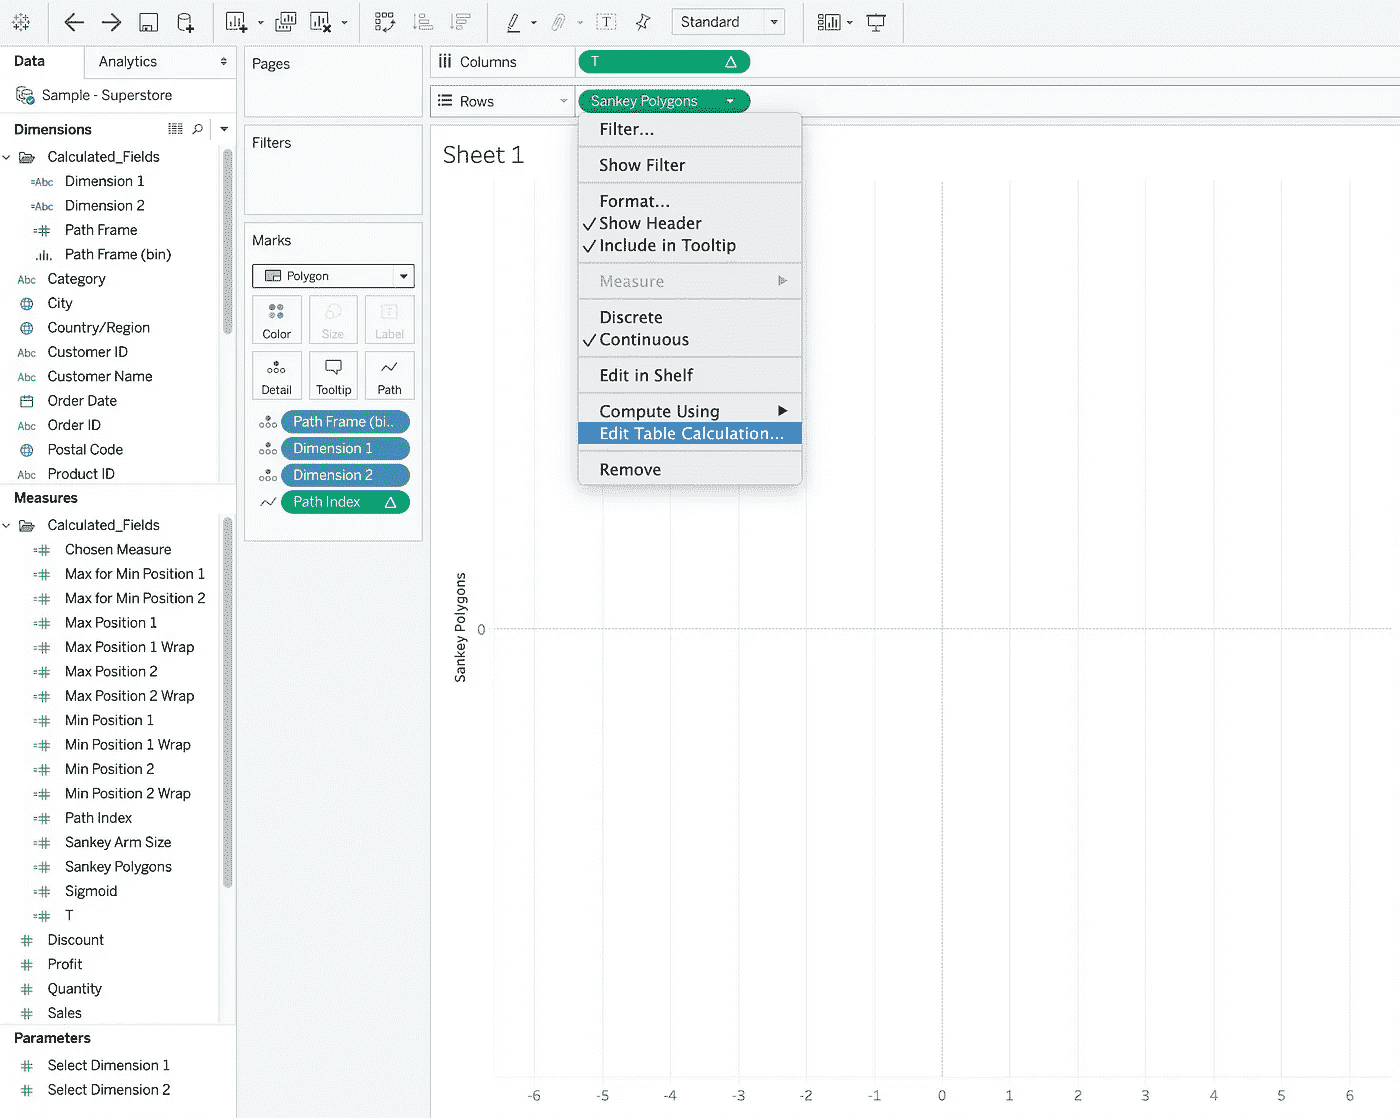 Standard
Data
Analytics
Sample - Superstore
Dimensions
Calculated_Fields
Abc Dimension 1
Abc Dimension 2
Path Frame
Path Frame (bin)
Abc Category
City
Country/Region
Abc Customer ID
Abc Customer Name
Order Date
Abc Order ID
Postal Code
Abc Product ID
Measures
Calculated_Fields
Chosen Measure
Max for Min Position 1
Max for Min Position 2
Max Position 1
Max Position 1 Wrap
Max Position 2
Max Position 2 Wrap
Min Position 1
Min Position 1 Wrap
Min Position 2
Min Position 2 Wrap
Path Index
Sankey Arm Size
Sankey Polygons
Sigmoid
T
Discount
Profit
Quantity
Sales
Parameters
Select Dimension 1
Select Dimension 2
Pages
Filters
Marks
Polygon
Color Size Label
Detail Tooltip Path
Path Frame (bi..
Dimension 1
Dimension 2
Path Index
Columns
T
Rows
Sankey Polygons
Sheet 1
Filter...
Show Filter
Format...
Show Header
Include in Tooltip
Measure
Discrete
Continuous
Edit in Shelf
Compute Using
Edit Table Calculation...
Remove
Sankey Polygons
0
-6 -5 -4 -3 -2 -1 0 1 2 3 4 5 6